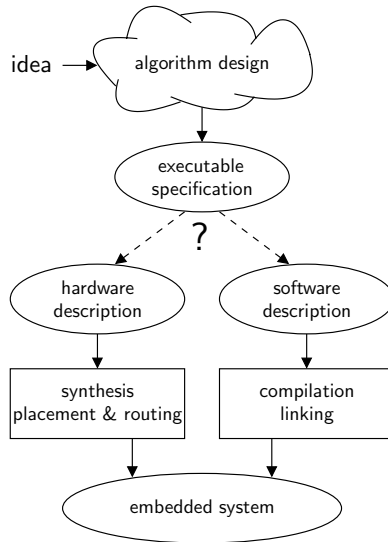 idea
algorithm design
executable
specification
?
hardware
description
software
description
synthesis
placement & routing
compilation
linking
embedded system